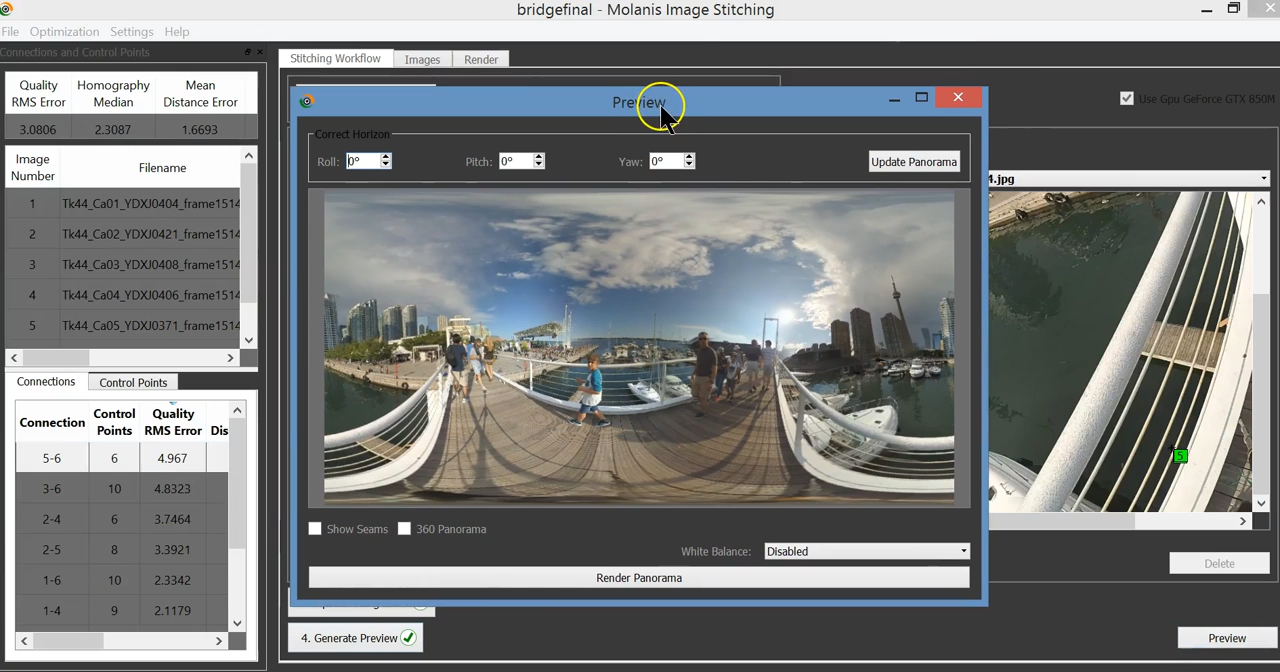 bridgefinal - Molanis Image Stitching
File Optimization Settings Help
Connections and Control Points
Quality RMS Error Homography Median Mean Distance Error
3.0806 2.3087 1.6693
Image Number Filename
1 Tk44_Ca01_YDXJ0404_frame1514
2 Tk44_Ca02_YDXJ0421_frame1514
3 Tk44_Ca03_YDXJ0408_frame1514
4 Tk44_Ca04_YDXJ0406_frame1514
5 Tk44_Ca05_YDXJ0371_frame1514
Connections Control Points
Connection Control Points Quality RMS Error Dis
5-6 6 4.967
3-6 10 4.8323
2-4 6 3.7464
2-5 8 3.3921
1-6 10 2.3342
1-4 9 2.1179
Stitching Workflow Images Render
Use Gpu GeForce GTX 850M
Preview
Correct Horizon
Roll: 0° Pitch: 0° Yaw: 0° Update Panorama
4.jpg
5
Show Seams 360 Panorama
White Balance: Disabled
Render Panorama
Delete
4. Generate Preview
Preview